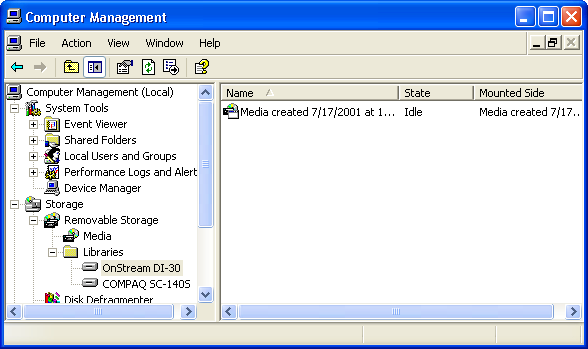 Computer Management
File Action View Window Help
Computer Management (Local)
System Tools
Event Viewer
Shared Folders
Local Users and Groups
Performance Logs and Alert
Device Manager
Storage
Removable Storage
Media
Libraries
OnStream DI-30
COMPAQ SC-140S
Disk Defragmenter
Name State Mounted Side
Media created 7/17/2001 at 1... Idle Media created 7/17...